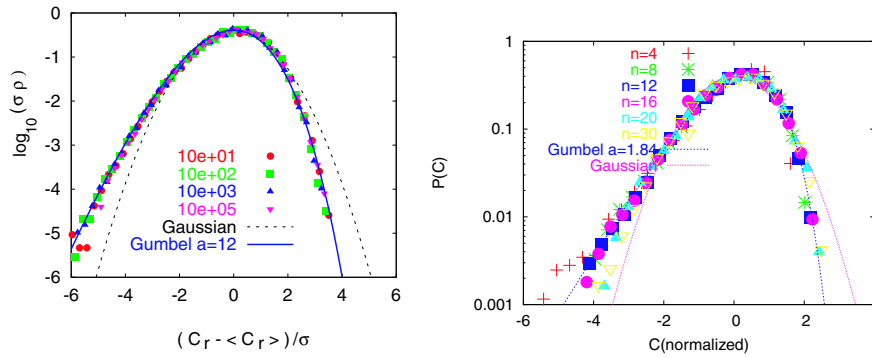 0
-1
-2
-3
-4
-5
-6
log10 (σ ρ)
10e+01
10e+02
10e+03
10e+05
Gaussian
Gumbel a=12
-6 -4 -2 0 2 4 6
( Cr - < Cr > ) / σ
1
0.1
0.01
0.001
P(C)
n=4
n=8
n=12
n=16
n=20
n=30
Gumbel a=1.84
Gaussian
-6 -4 -2 0 2
C(normalized)